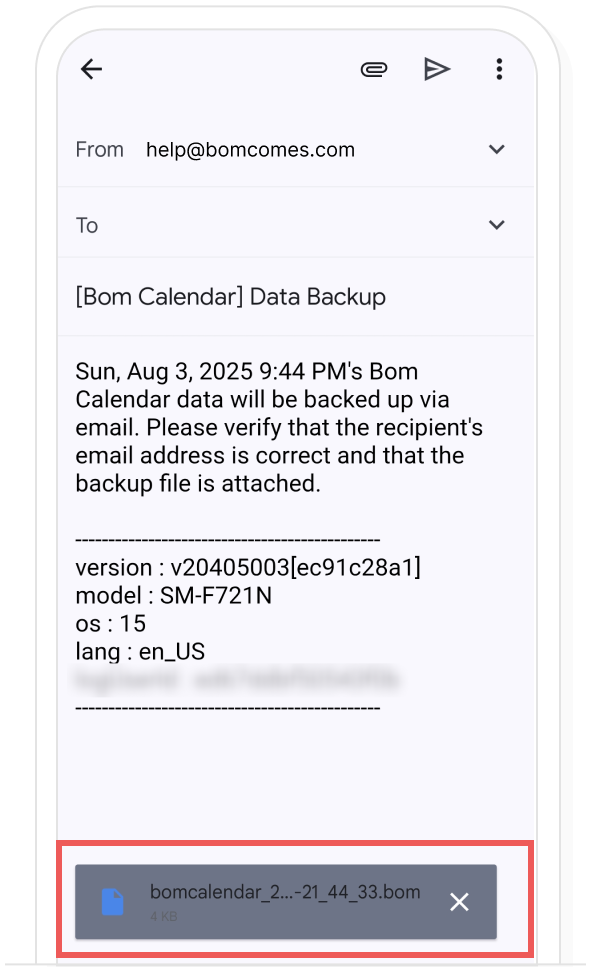 From help@bomcomes.com
To
[Bom Calendar] Data Backup
Sun, Aug 3, 2025 9:44 PM's Bom
Calendar data will be backed up via
email. Please verify that the recipient's
email address is correct and that the
backup file is attached.
----------------------------------------------
version : v20405003[ec91c28a1]
model : SM-F721N
os : 15
lang : en_US
----------------------------------------------
bomcalendar_2...-21_44_33.bom
4 KB